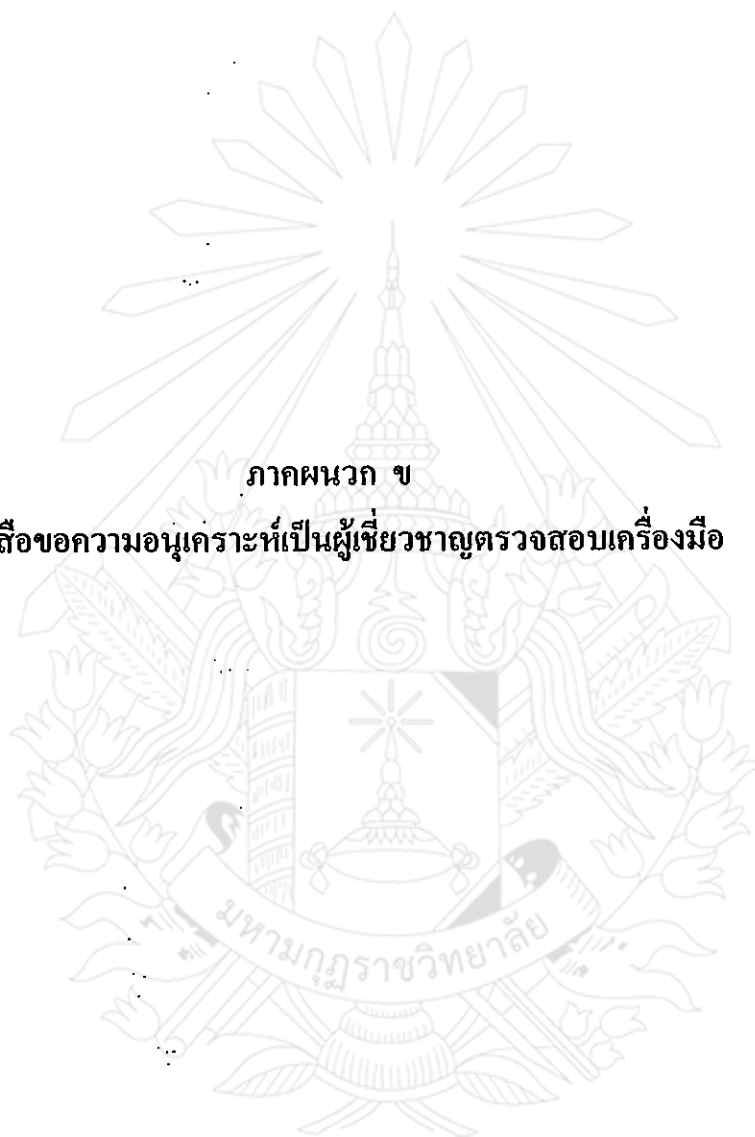 ภาคผนวก ข
สือขอความอนุเคราะห์เป็นผู้เชี่ยวชาญตรวจสอบเครื่องมือ
มหามกุฏราชวิทยาลัย